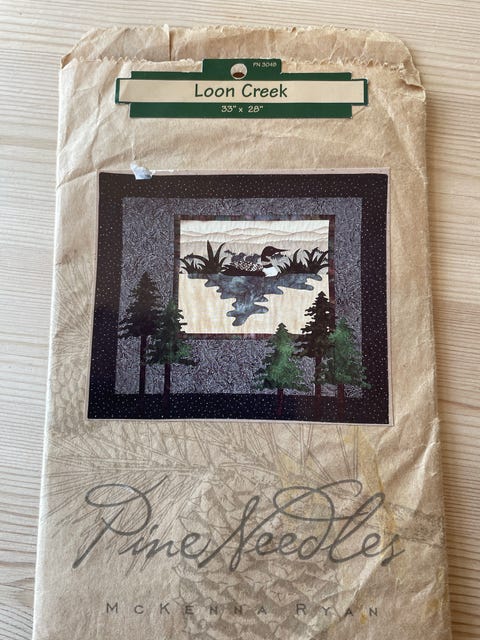 PN 3048
Loon Creek
33" x 28"
Pine Needles
McKenna Ryan